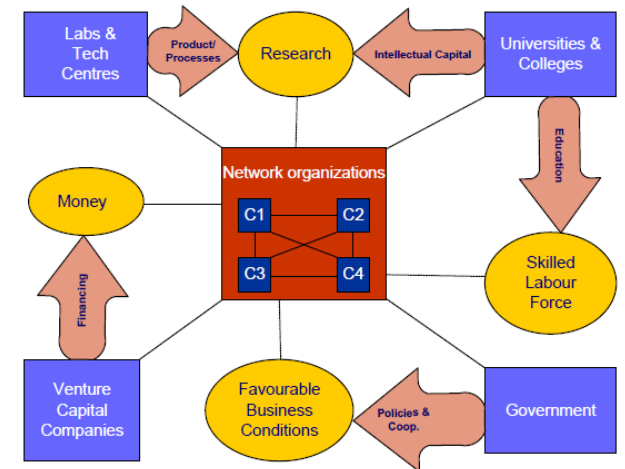 Labs &
Tech
Centres
Product/
Processes
Research
Intellectual Capital
Universities &
Colleges
Education
Network organizations
C1
C2
C3
C4
Money
Skilled
Labour
Force
Financing
Venture
Capital
Companies
Favourable
Business
Conditions
Policies &
Coop.
Government